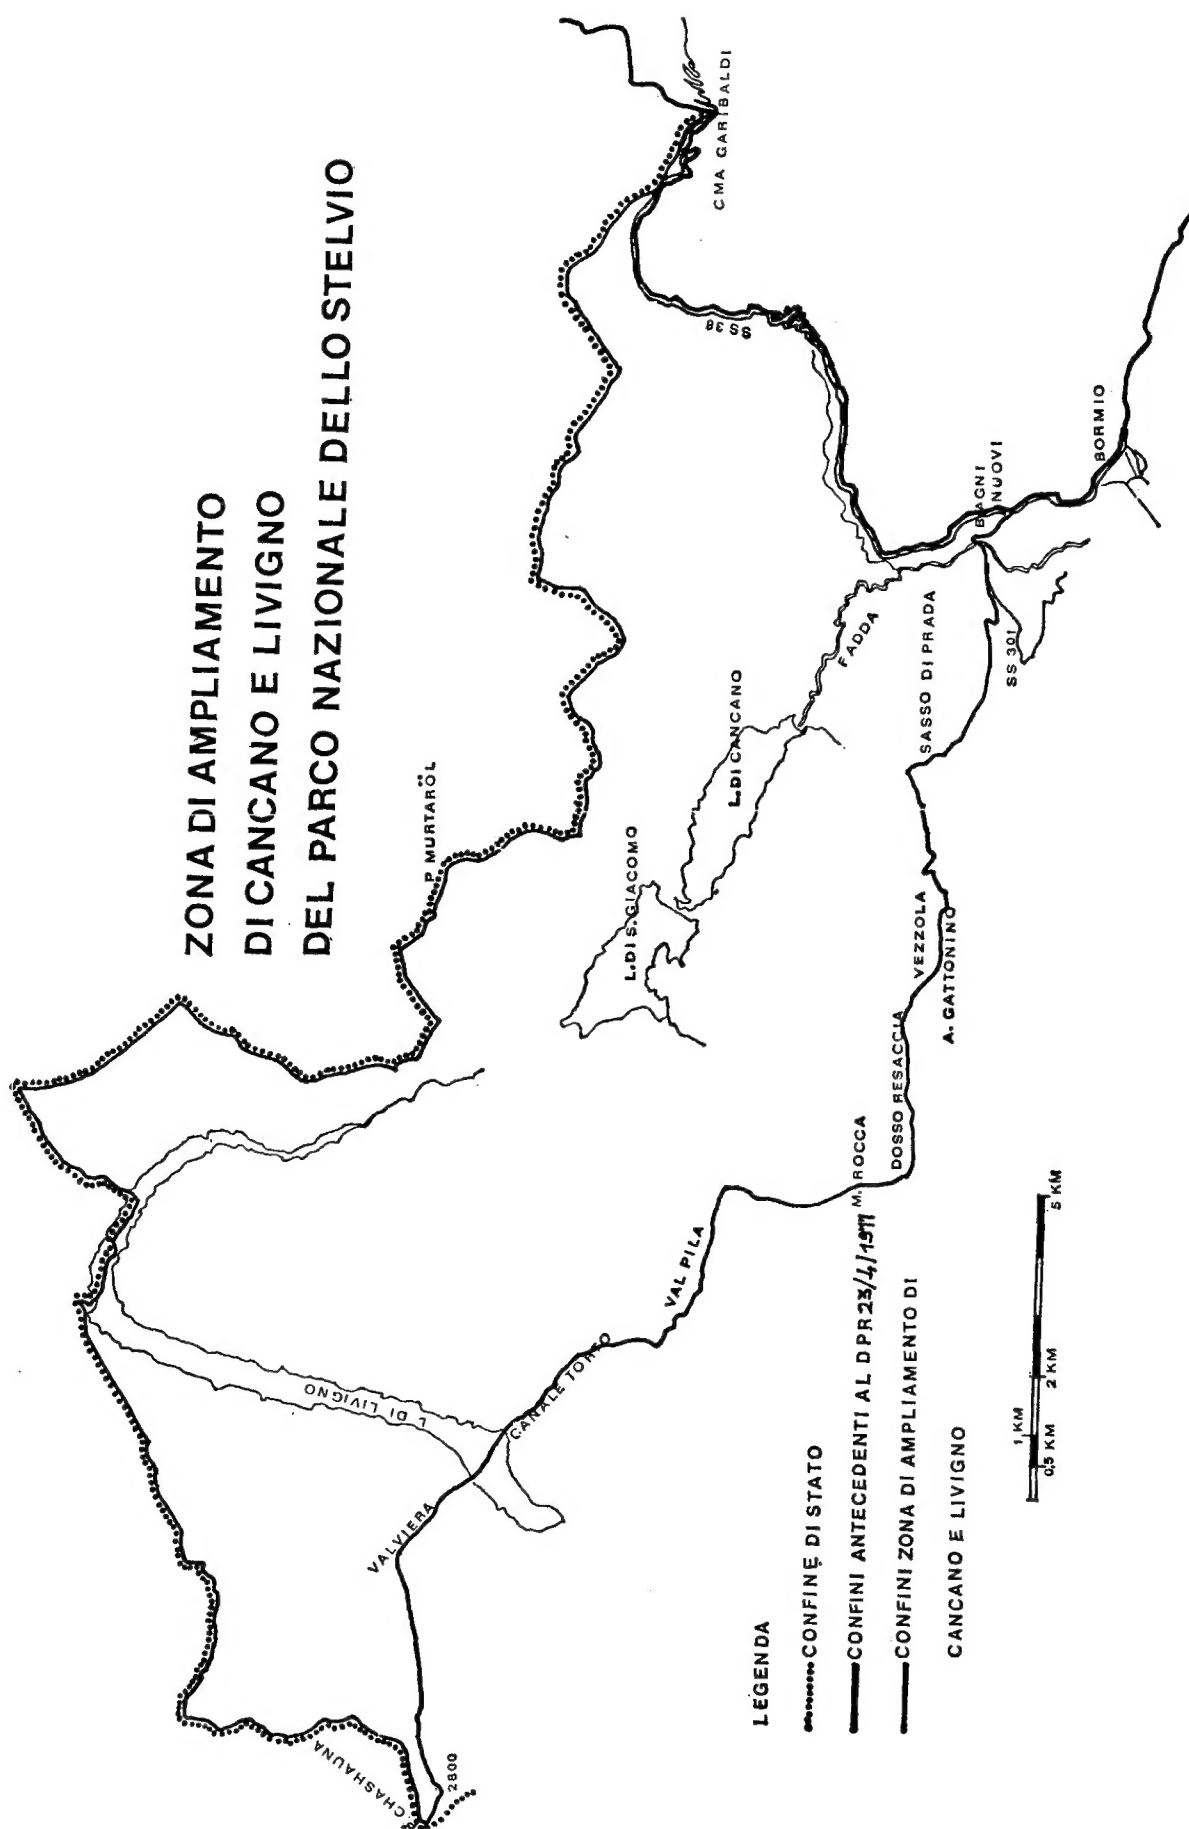 ZONA DI AMPLIAMENTO
DI CANCANO E LIVIGNO
DEL PARCO NAZIONALE DELLO STELVIO
CHASHAUNA
2800
VALVIERA
L. DI LIVIGNO
CANALE TORTO
VAL PILA
M. ROCCA
DOSSO RESACCIA
VEZZOLA
A. GATTONINO
SASSO DI PRADA
P. MURTARÖL
L. DI S. GIACOMO
L. DI CANCANO
FADDA
SS 301
BAGNI
NUOVI
BORMIO
SS 38
CMA GARIBALDI
LEGENDA
CONFINE DI STATO
CONFINI ANTECEDENTI AL DPR 23/4/1977
CONFINI ZONA DI AMPLIAMENTO DI
CANCANO E LIVIGNO
1 KM
0,5 KM
2 KM
5 KM